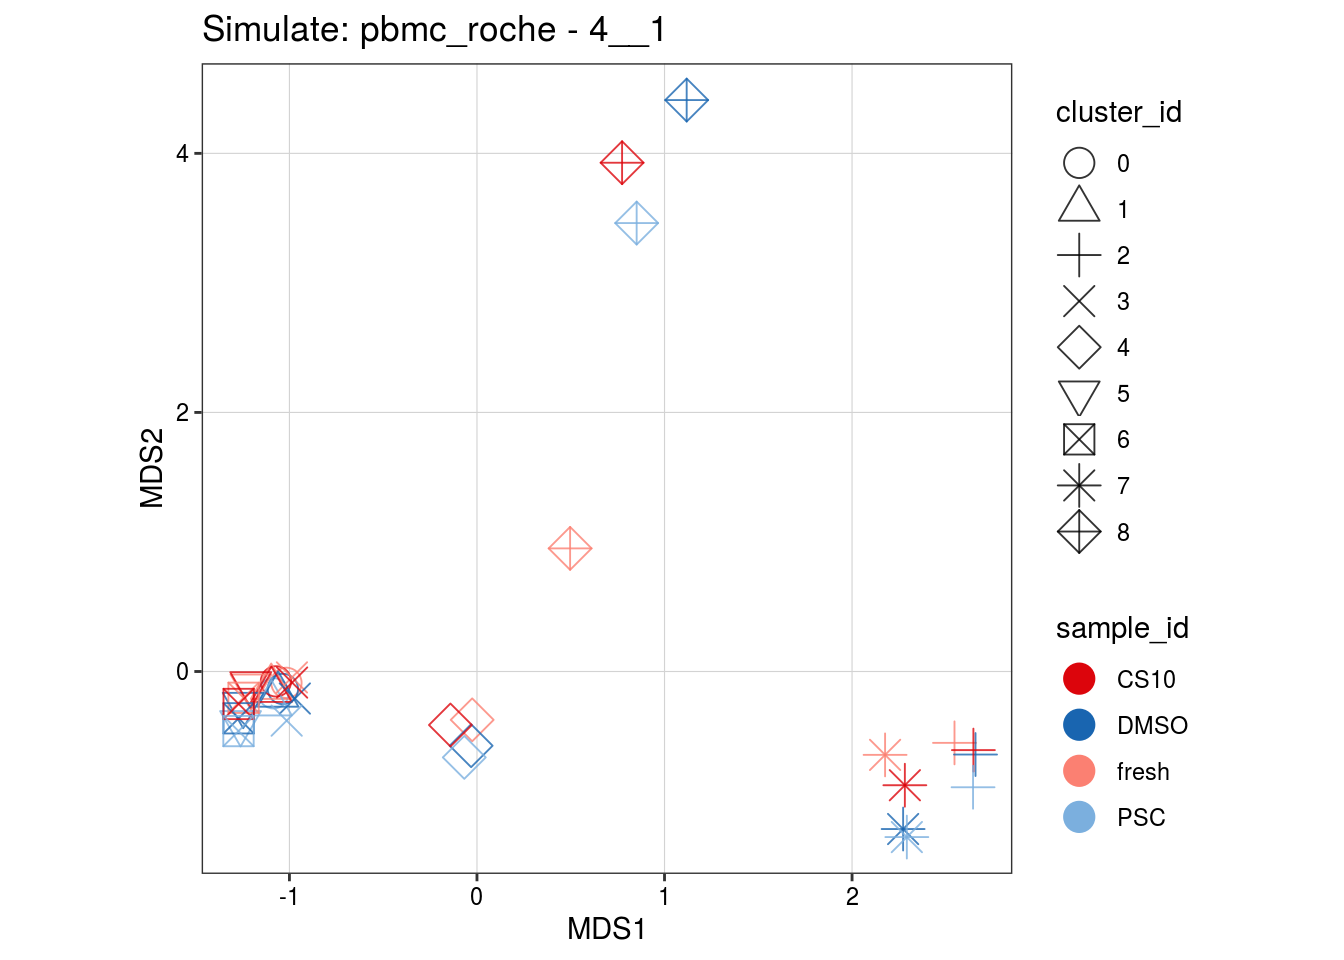 Simulate: pbmc_roche - 4__1
MDS2
4
2
0
-1
0
1
2
MDS1
cluster_id
0
1
2
3
4
5
6
7
8
sample_id
CS10
DMSO
fresh
PSC